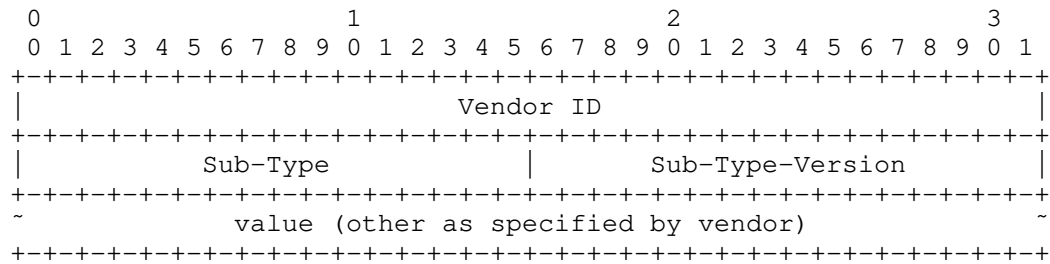 0                   1                   2                   3
 0 1 2 3 4 5 6 7 8 9 0 1 2 3 4 5 6 7 8 9 0 1 2 3 4 5 6 7 8 9 0 1
+-+-+-+-+-+-+-+-+-+-+-+-+-+-+-+-+-+-+-+-+-+-+-+-+-+-+-+-+-+-+-+-+
|                           Vendor ID                           |
+-+-+-+-+-+-+-+-+-+-+-+-+-+-+-+-+-+-+-+-+-+-+-+-+-+-+-+-+-+-+-+-+
|           Sub-Type            |       Sub-Type-Version        |
+-+-+-+-+-+-+-+-+-+-+-+-+-+-+-+-+-+-+-+-+-+-+-+-+-+-+-+-+-+-+-+-+
~             value (other as specified by vendor)              ~
+-+-+-+-+-+-+-+-+-+-+-+-+-+-+-+-+-+-+-+-+-+-+-+-+-+-+-+-+-+-+-+-+